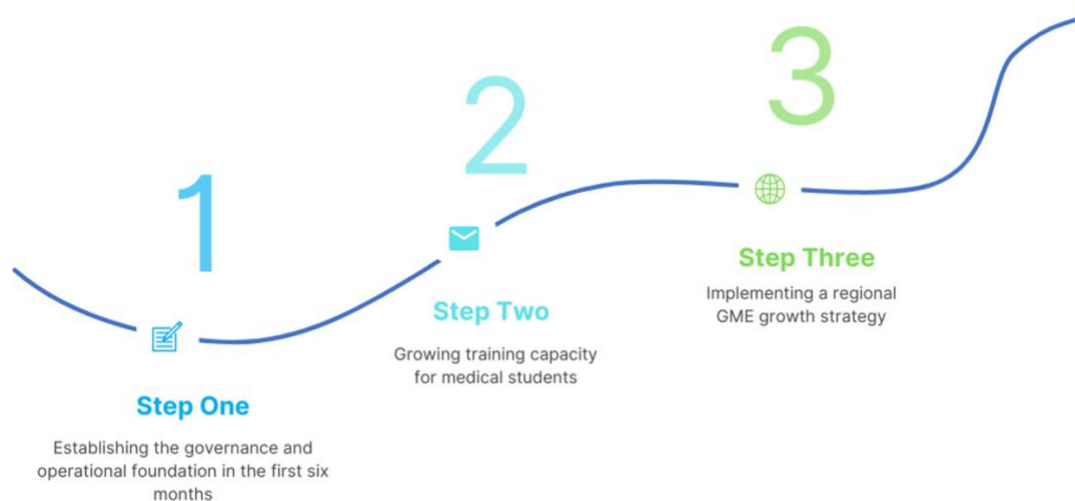 1
Step One
Establishing the governance and
operational foundation in the first six
months
2
Step Two
Growing training capacity
for medical students
3
Step Three
Implementing a regional
GME growth strategy